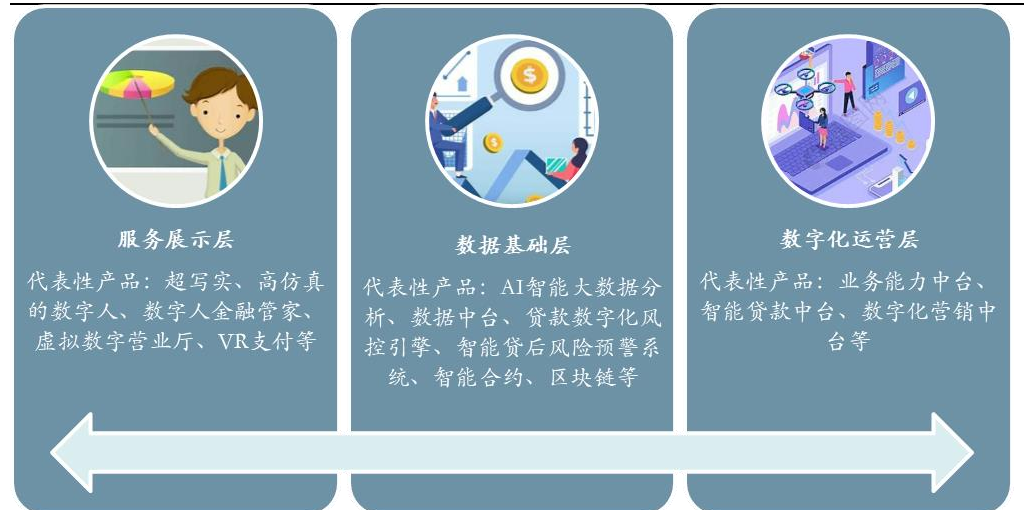 服务展示层
代表性产品：超写实、高仿真
的数字人、数字人金融管家、
虚拟数字营业厅、VR支付等
数据基础层
代表性产品：AI智能大数据分
析、数据中台、贷款数字化风
控引擎、智能贷后风险预警系
统、智能合约、区块链等
数字化运营层
代表性产品：业务能力中台、
智能贷款中台、数字化营销中
台等